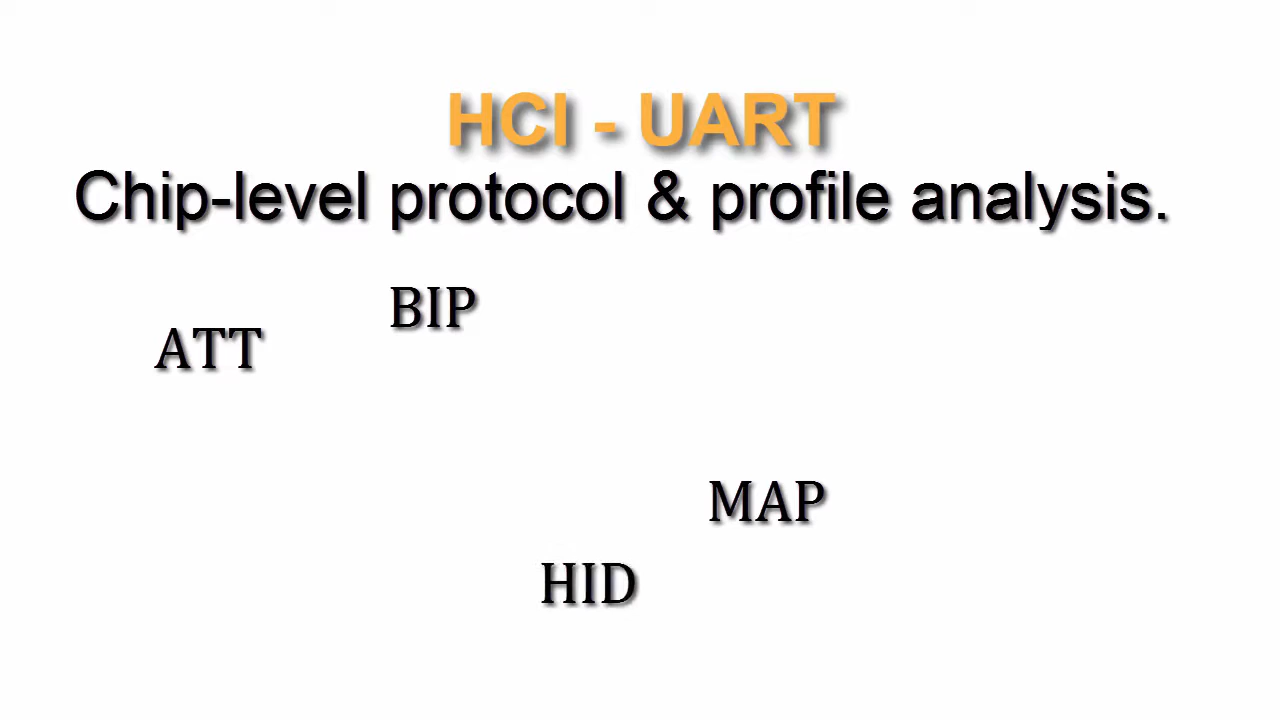 HCI - UART
Chip-level protocol & profile analysis.
BIP
ATT
MAP
HID